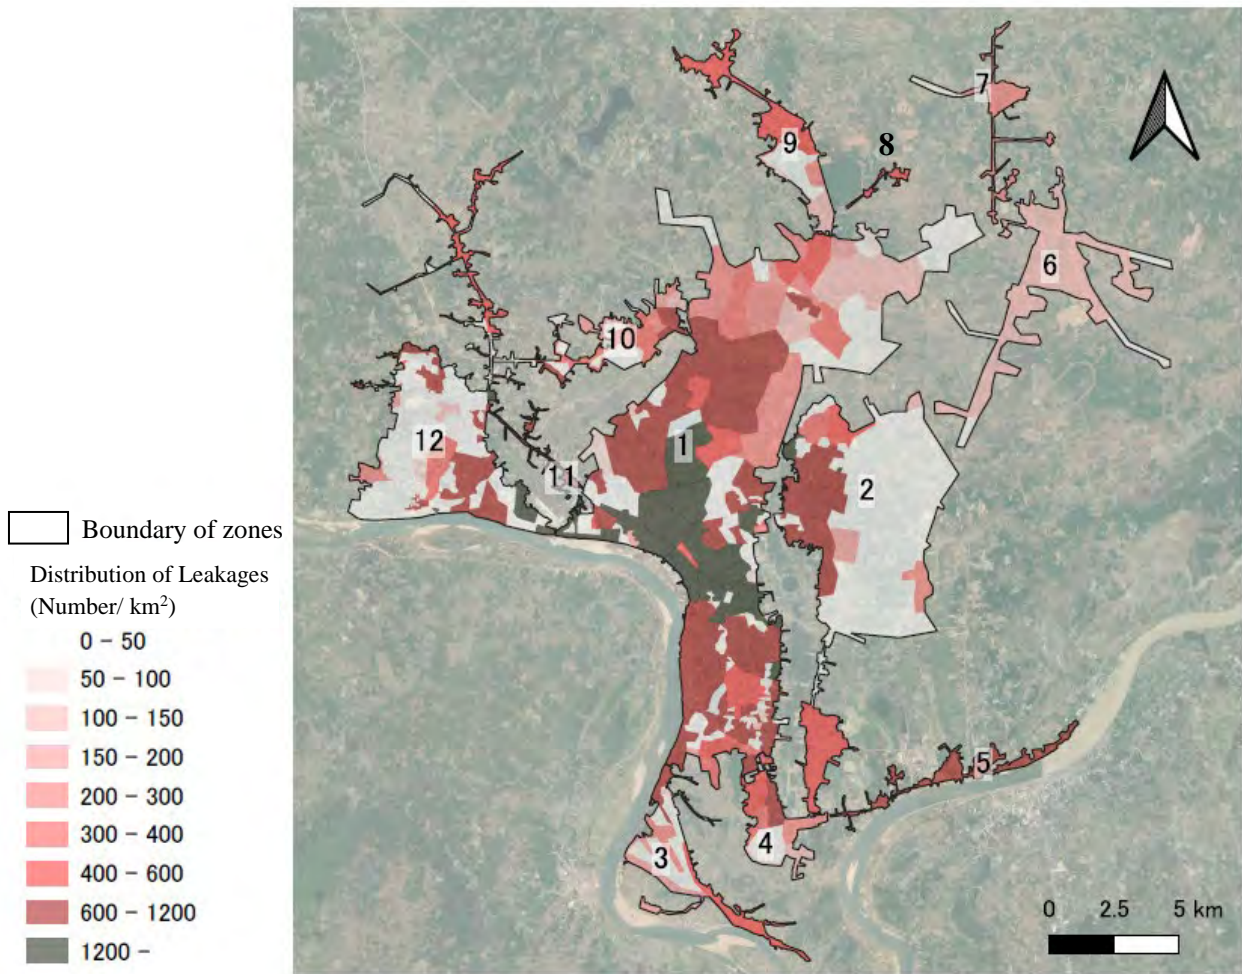 7
8
9
6
10
1
12
2
11
Boundary of zones
Distribution of Leakages
(Number/ km²)
0 – 50
50 – 100
100 – 150
150 – 200
200 – 300
300 – 400
400 – 600
600 – 1200
1200 –
5
4
3
0 2.5 5 km